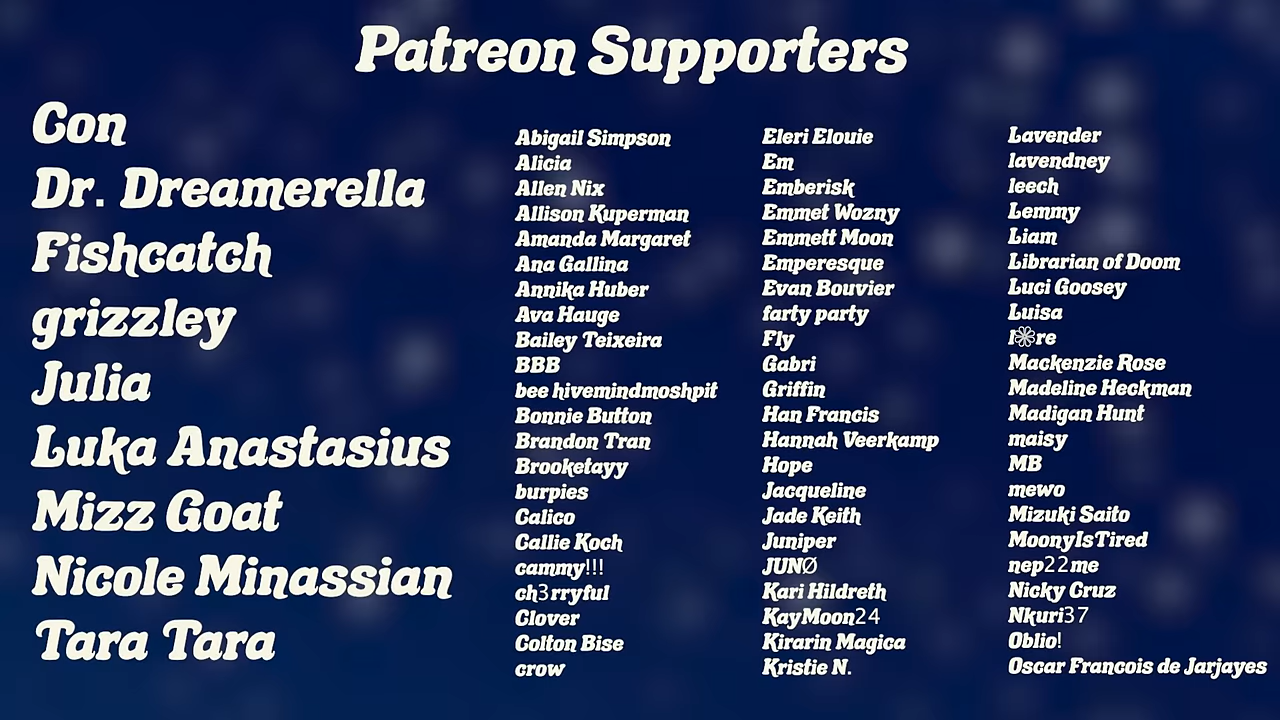 Patreon Supporters
Con
Dr. Dreamerella
Fishcatch
grizzley
Julia
Luka Anastasius
Mizz Goat
Nicole Minassian
Tara Tara
Abigail Simpson
Alicia
Allen Nix
Allison Kuperman
Amanda Margaret
Ana Gallina
Annika Huber
Ava Hauge
Bailey Teixeira
BBB
bee hivemindmoshpit
Bonnie Button
Brandon Tran
Brooketayy
burpies
Calico
Callie Koch
cammy!!!
ch3rryful
Clover
Colton Bise
crow
Eleri Elouie
Em
Emberisk
Emmet Wozny
Emmett Moon
Emperesque
Evan Bouvier
farty party
Fly
Gabri
Griffin
Han Francis
Hannah Veerkamp
Hope
Jacqueline
Jade Keith
Juniper
JUNØ
Kari Hildreth
KayMoon24
Kirarin Magica
Kristie N.
Lavender
lavendney
leech
Lemmy
Liam
Librarian of Doom
Luci Goosey
Luisa
l❃re
Mackenzie Rose
Madeline Heckman
Madigan Hunt
maisy
MB
mewo
Mizuki Saito
MoonyIsTired
nep22me
Nicky Cruz
Nkuri37
Oblio!
Oscar Francois de Jarjayes